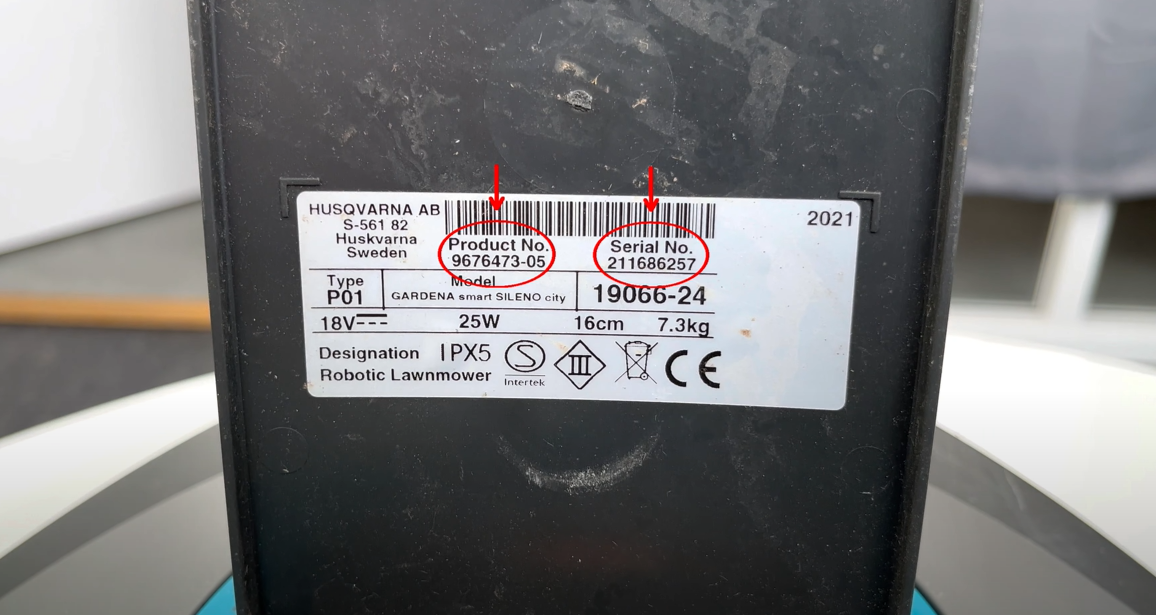 HUSQVARNA AB
S-561 82
Huskvarna
Sweden
Product No.
9676473-05
Serial No.
211686257
2021
Type
P01
Model
GARDENA smart SILENO city
19066-24
18V
25W
16cm
7.3kg
Designation
Robotic Lawnmower
IPX5
S
Intertek
III
CE